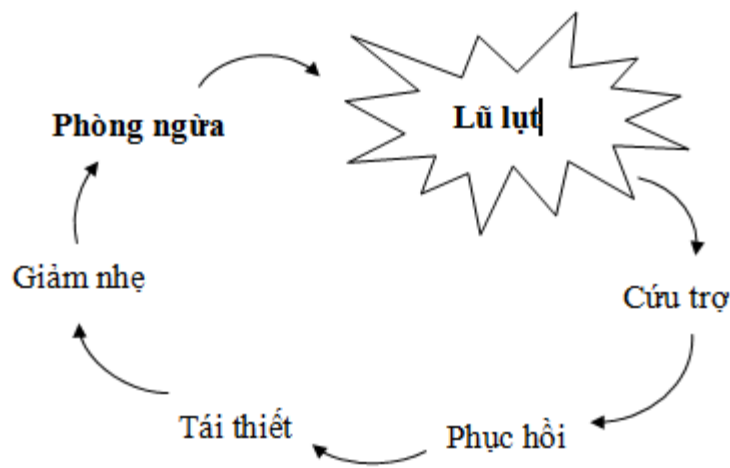 Lũ lụt
Phòng ngừa
Giảm nhẹ
Cứu trợ
Tái thiết
Phục hồi